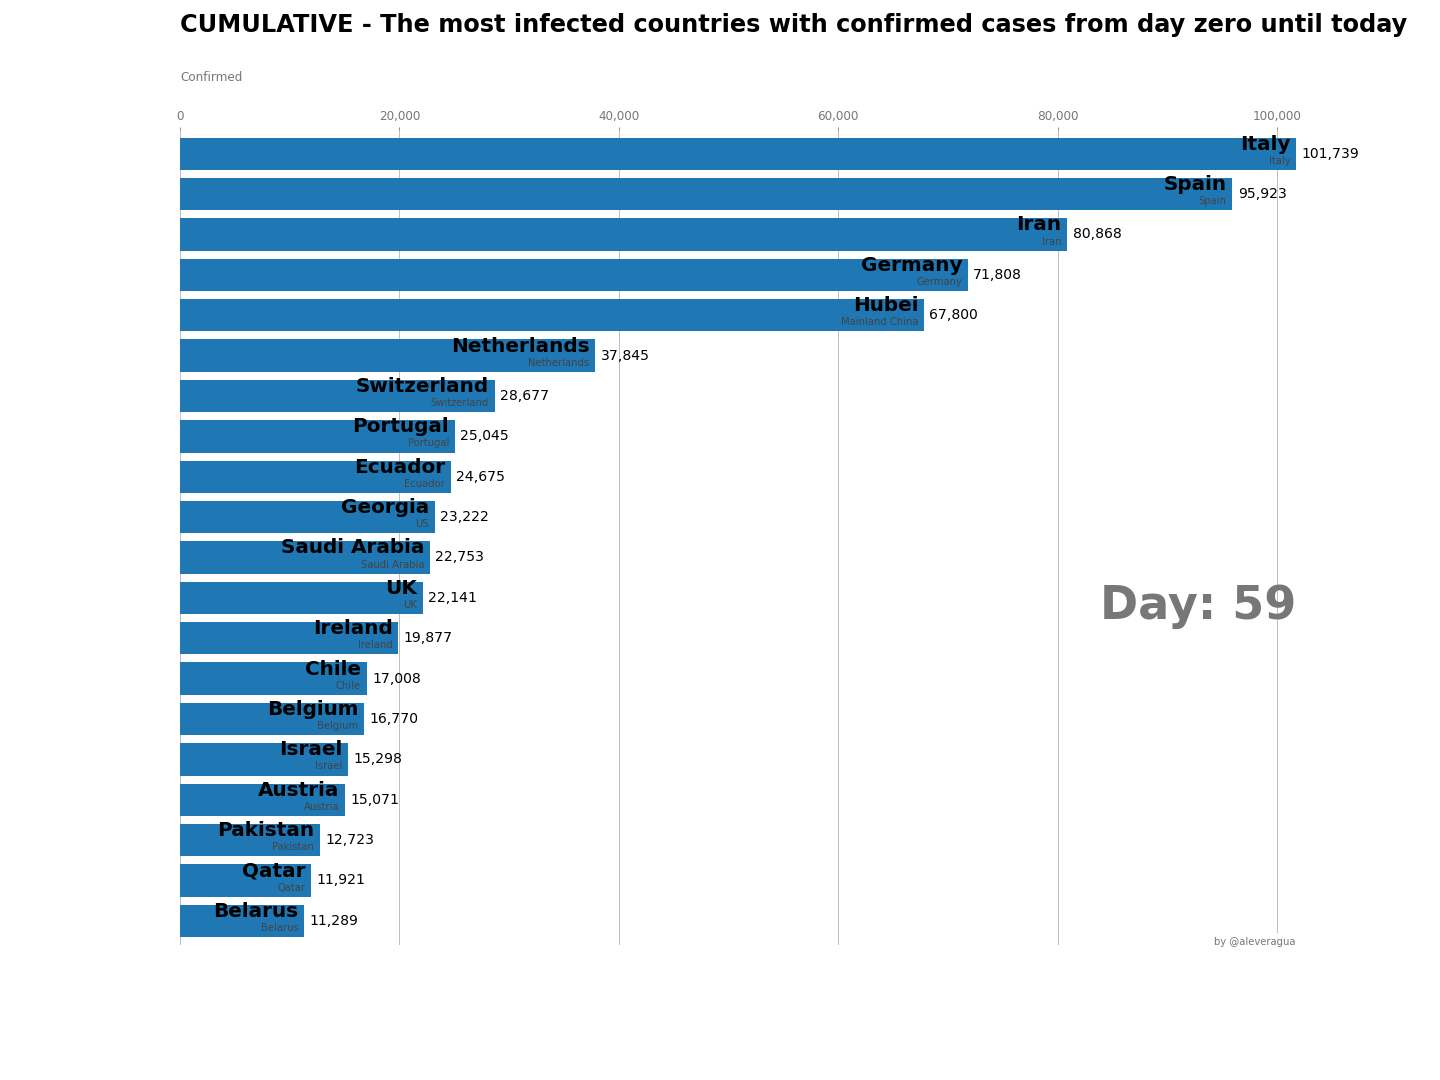 CUMULATIVE - The most infected countries with confirmed cases from day zero until today
Confirmed
0 20,000 40,000 60,000 80,000 100,000
Italy
Italy
101,739
Spain
Spain
95,923
Iran
Iran
80,868
Germany
Germany
71,808
Hubei
Mainland China
67,800
Netherlands
Netherlands
37,845
Switzerland
Switzerland
28,677
Portugal
Portugal
25,045
Ecuador
Ecuador
24,675
Georgia
US
23,222
Saudi Arabia
Saudi Arabia
22,753
UK
UK
22,141
Day: 59
Ireland
Ireland
19,877
Chile
Chile
17,008
Belgium
Belgium
16,770
Israel
Israel
15,298
Austria
Austria
15,071
Pakistan
Pakistan
12,723
Qatar
Qatar
11,921
Belarus
Belarus
11,289
by @aleveragua